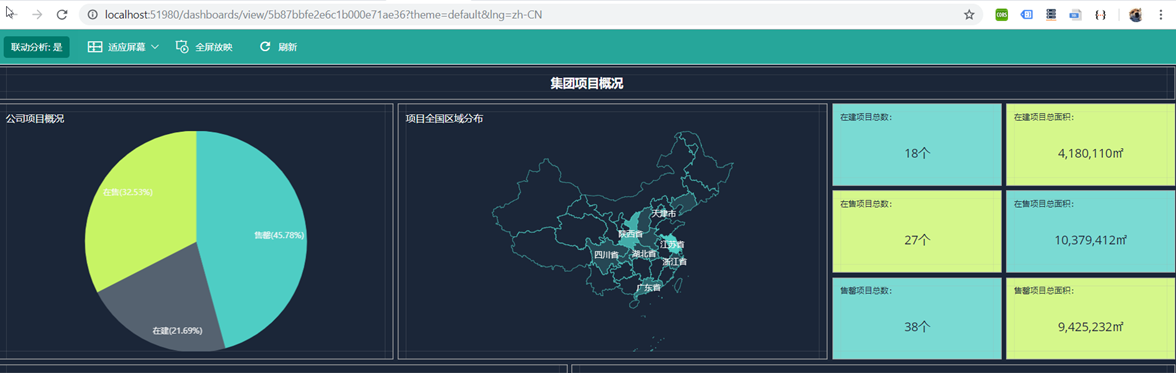 localhost:51980/dashboards/view/5b87bbfe2e6c1b000e71ae36?theme=default&lng=zh-CN
联动分析: 是 适应屏幕 全屏放映 刷新
集团项目概况
公司项目概况
在售(32.53%)
售罄(45.78%)
在建(21.69%)
项目全国区域分布
天津市
陕西省
江苏省
四川省
湖北省
浙江省
广东省
在建项目总数:
18个
在建项目总面积:
4,180,110㎡
在售项目总数:
27个
在售项目总面积:
10,379,412㎡
售罄项目总数:
38个
售罄项目总面积:
9,425,232㎡